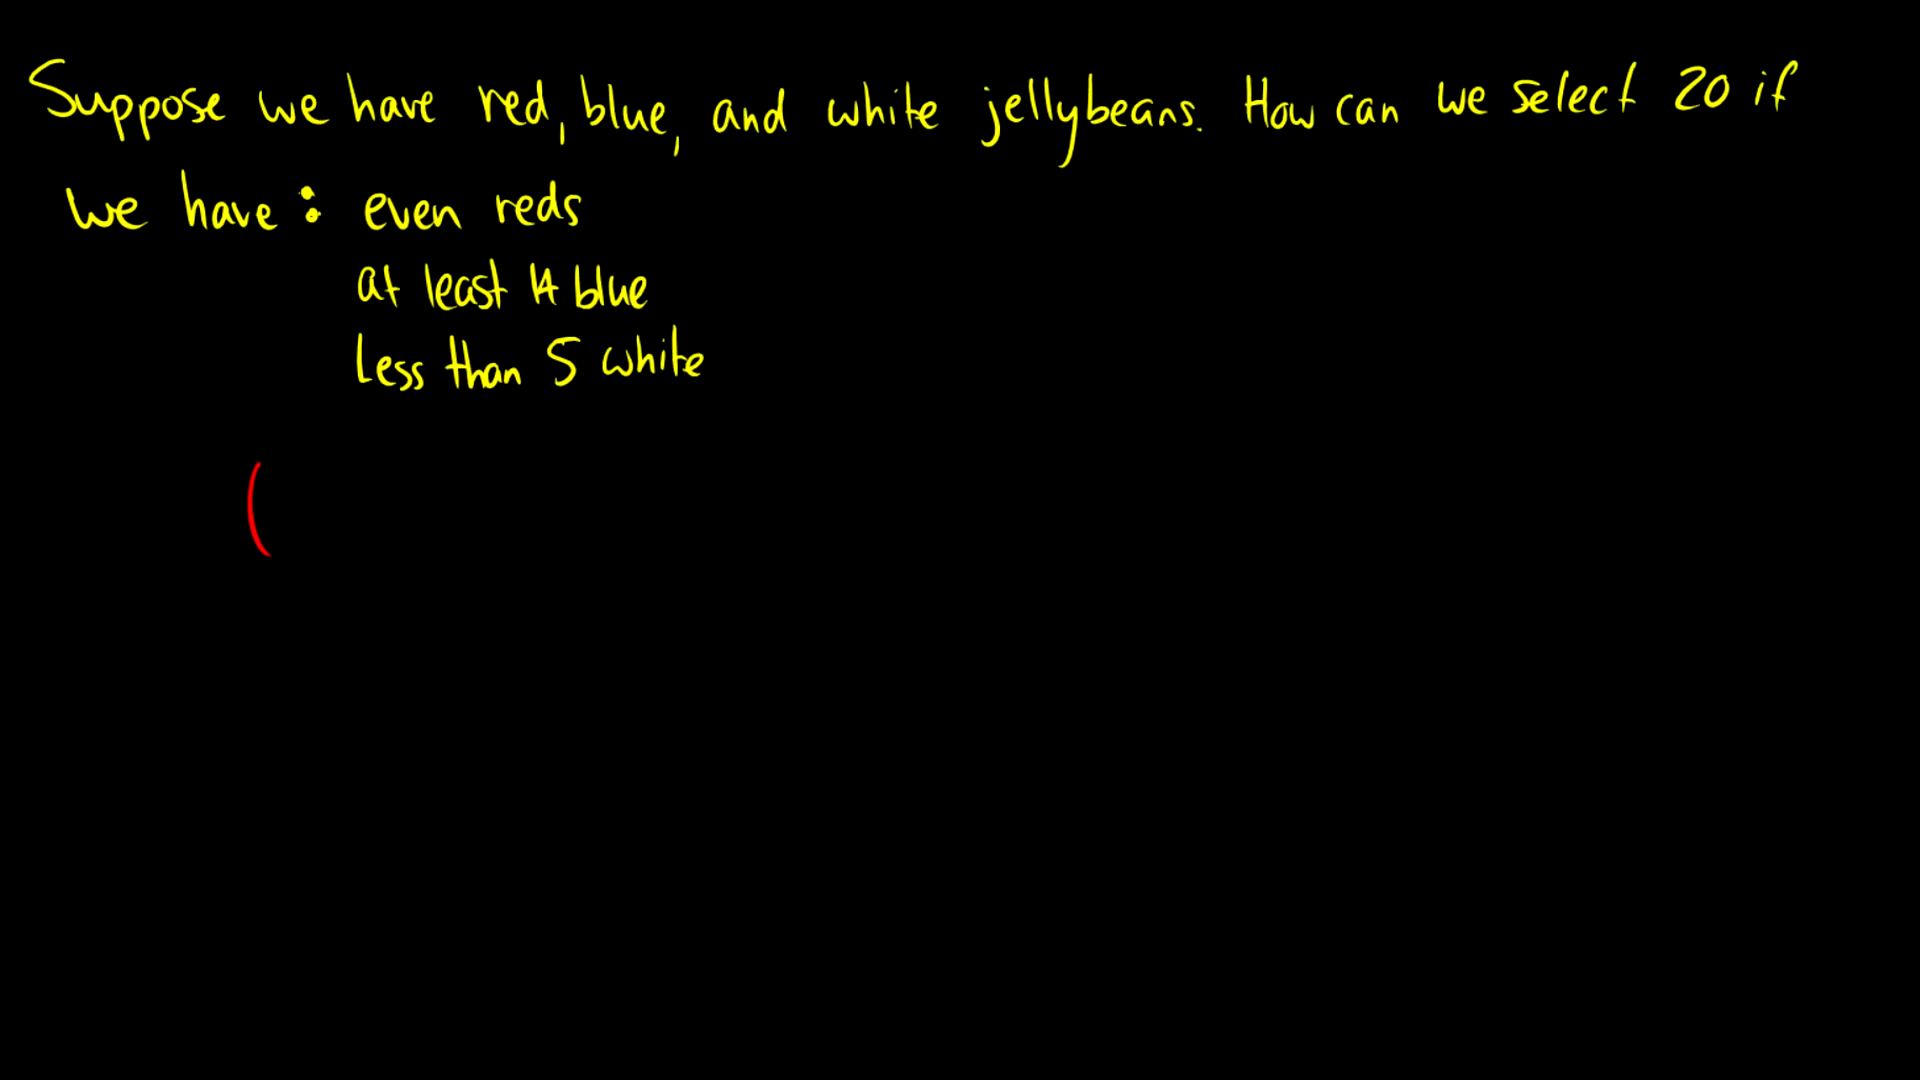 Suppose we have red, blue, and white jellybeans. How can we select 20 if
we have : even reds
at least 4 blue
Less than 5 white
(